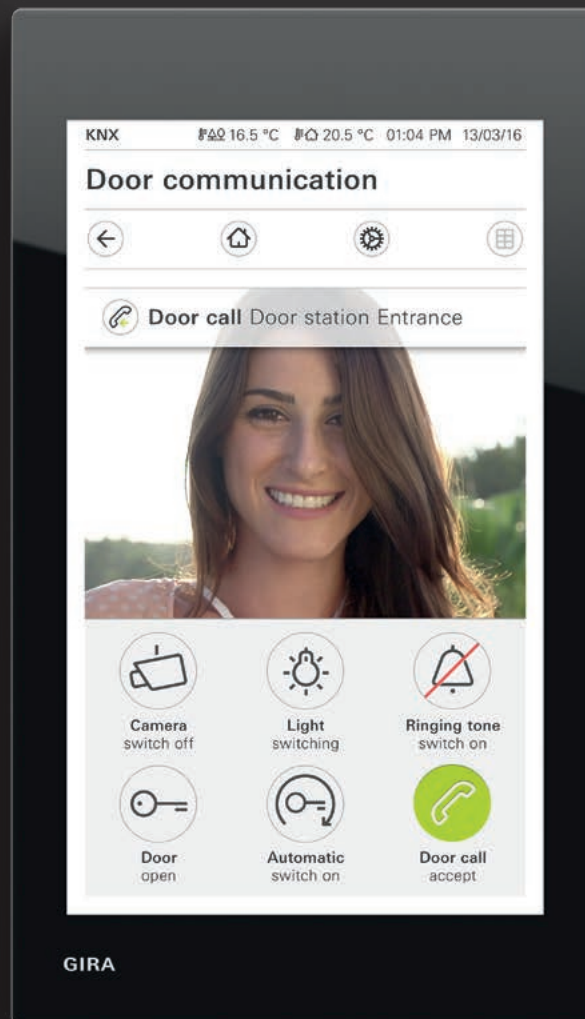 KNX 16.5 °C 20.5 °C 01:04 PM 13/03/16
Door communication
Door call Door station Entrance
Camera
switch off
Light
switching
Ringing tone
switch on
Door
open
Automatic
switch on
Door call
accept
GIRA